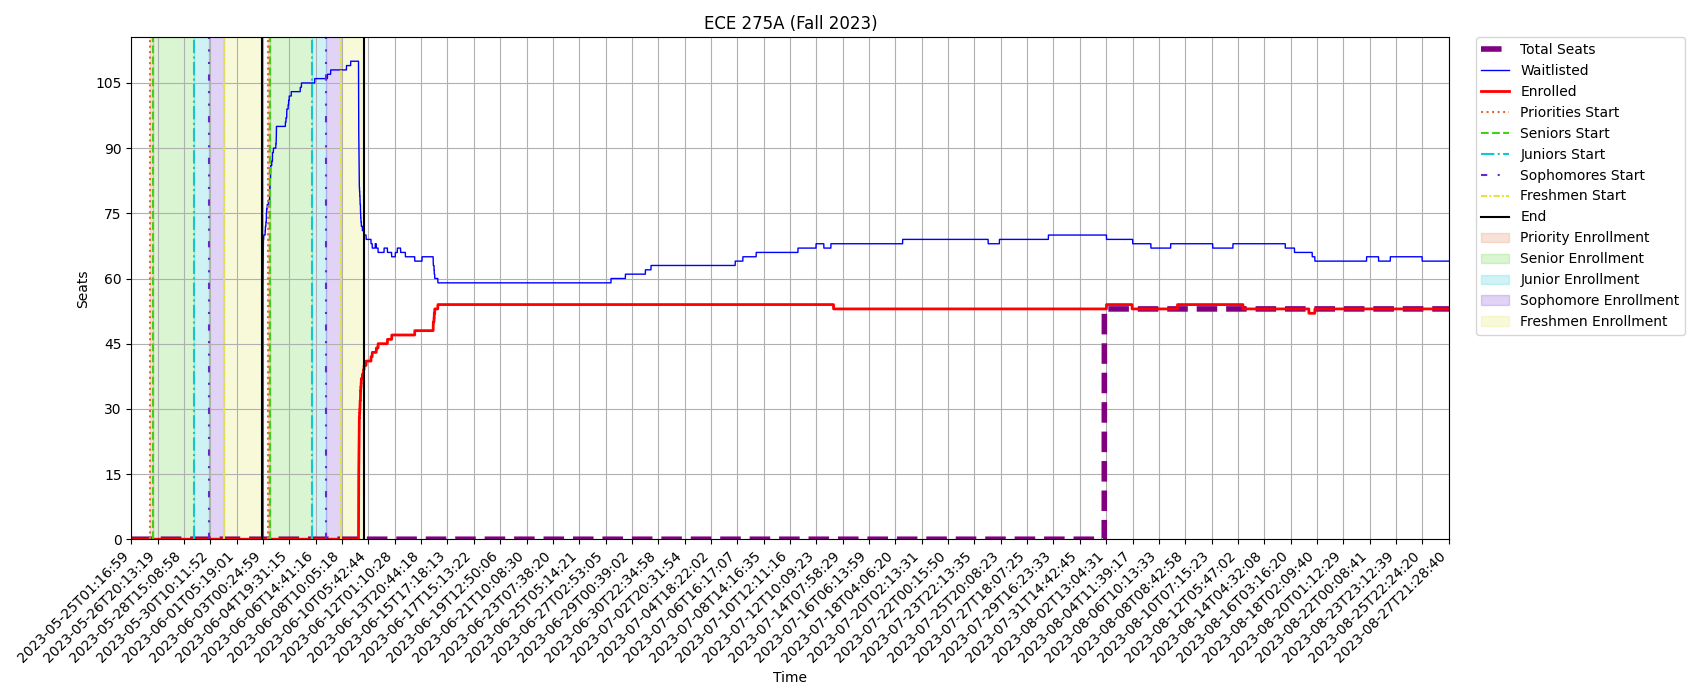 ECE 275A (Fall 2023)
Total Seats
Waitlisted
Enrolled
Priorities Start
Seniors Start
Juniors Start
Sophomores Start
Freshmen Start
End
Priority Enrollment
Senior Enrollment
Junior Enrollment
Sophomore Enrollment
Freshmen Enrollment
Seats
105
90
75
60
45
30
15
0
2023-05-25T01:16:59
2023-05-26T20:13:19
2023-05-28T15:08:58
2023-05-30T10:11:52
2023-06-01T05:19:01
2023-06-03T00:24:59
2023-06-04T19:31:15
2023-06-06T14:41:16
2023-06-08T10:05:18
2023-06-10T05:42:44
2023-06-12T01:10:28
2023-06-13T20:44:18
2023-06-15T17:18:13
2023-06-17T15:13:22
2023-06-19T12:50:06
2023-06-21T10:08:30
2023-06-23T07:38:20
2023-06-25T05:14:21
2023-06-27T02:53:05
2023-06-29T00:39:02
2023-06-30T22:34:58
2023-07-02T20:31:54
2023-07-04T18:22:02
2023-07-06T16:17:07
2023-07-08T14:16:35
2023-07-10T12:11:16
2023-07-12T10:09:23
2023-07-14T07:58:29
2023-07-16T06:13:59
2023-07-18T04:06:20
2023-07-20T02:13:31
2023-07-22T00:15:50
2023-07-23T22:13:35
2023-07-25T20:08:23
2023-07-27T18:07:25
2023-07-29T16:23:33
2023-07-31T14:42:45
2023-08-02T13:04:31
2023-08-04T11:39:17
2023-08-06T10:13:33
2023-08-08T08:42:58
2023-08-10T07:15:23
2023-08-12T05:47:02
2023-08-14T04:32:08
2023-08-16T03:16:20
2023-08-18T02:09:40
2023-08-20T01:12:29
2023-08-22T00:08:41
2023-08-23T23:12:39
2023-08-25T22:24:20
2023-08-27T21:28:40
Time